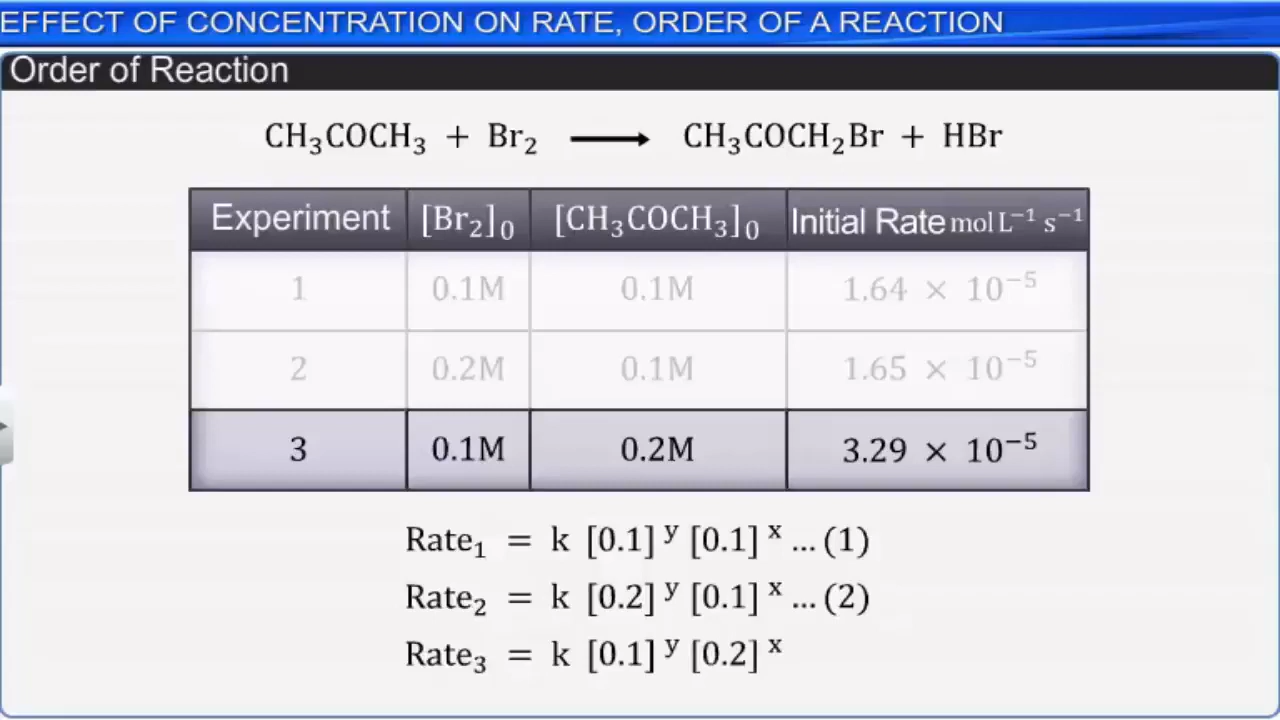 EFFECT OF CONCENTRATION ON RATE, ORDER OF A REACTION
Order of Reaction
CH₃COCH₃ + Br₂ ⟶ CH₃COCH₂Br + HBr
Experiment [Br₂]₀ [CH₃COCH₃]₀ Initial Rate mol L⁻¹ s⁻¹
1 0.1M 0.1M 1.64 × 10⁻⁵
2 0.2M 0.1M 1.65 × 10⁻⁵
3 0.1M 0.2M 3.29 × 10⁻⁵
Rate₁ = k [0.1]ʸ [0.1]ˣ ... (1)
Rate₂ = k [0.2]ʸ [0.1]ˣ ... (2)
Rate₃ = k [0.1]ʸ [0.2]ˣ